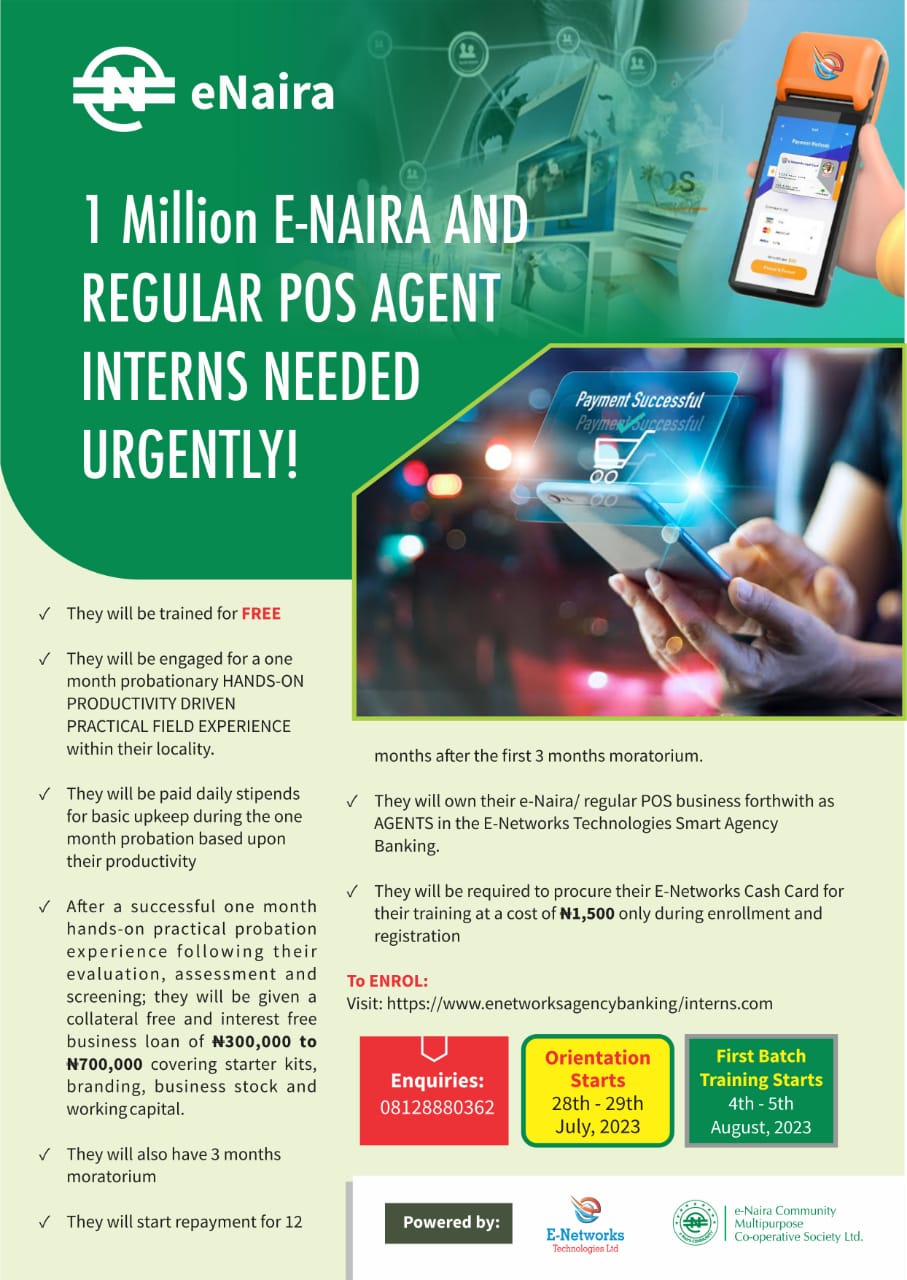 eNaira
1 Million E-NAIRA AND
REGULAR POS AGENT
INTERNS NEEDED
URGENTLY!
Payment Successful
Payment Successful
✓ They will be trained for FREE
✓ They will be engaged for a one
month probationary HANDS-ON
PRODUCTIVITY DRIVEN
PRACTICAL FIELD EXPERIENCE
within their locality.
✓ They will be paid daily stipends
for basic upkeep during the one
month probation based upon
their productivity
✓ After a successful one month
hands-on practical probation
experience following their
evaluation, assessment and
screening; they will be given a
collateral free and interest free
business loan of ₦300,000 to
₦700,000 covering starter kits,
branding, business stock and
working capital.
✓ They will also have 3 months
moratorium
✓ They will start repayment for 12
months after the first 3 months moratorium.
✓ They will own their e-Naira/ regular POS business forthwith as
AGENTS in the E-Networks Technologies Smart Agency
Banking.
✓ They will be required to procure their E-Networks Cash Card for
their training at a cost of ₦1,500 only during enrollment and
registration
To ENROL:
Visit: https://www.enetworksagencybanking/interns.com
Enquiries:
08128880362
Orientation
Starts
28th - 29th
July, 2023
First Batch
Training Starts
4th - 5th
August, 2023
Powered by:
E-Networks
Technologies Ltd
e-Naira Community
Multipurpose
Co-operative Society Ltd.